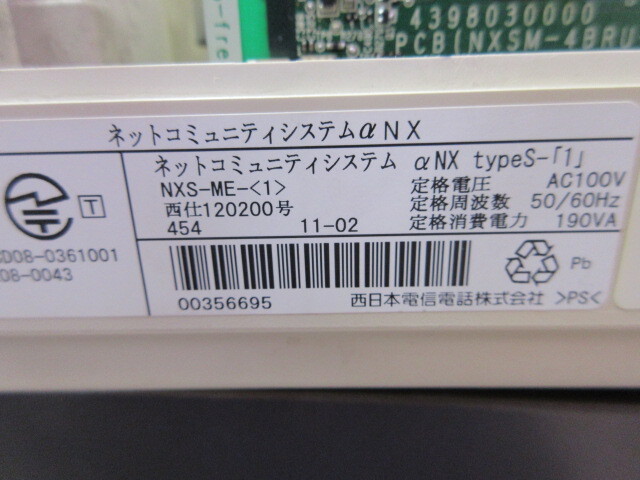 4398030000
PCB(NXSM-4BRU
-fre
ネットコミュニティシステムαNX
ネットコミュニティシステム αNX typeS-「1」
NXS-ME-<1>
定格電圧 AC100V
西仕120200号
定格周波数 50/60Hz
454 11-02
定格消費電力 190VA
T
D08-0361001
08-0043
00356695
西日本電信電話株式会社 >PS<
Pb